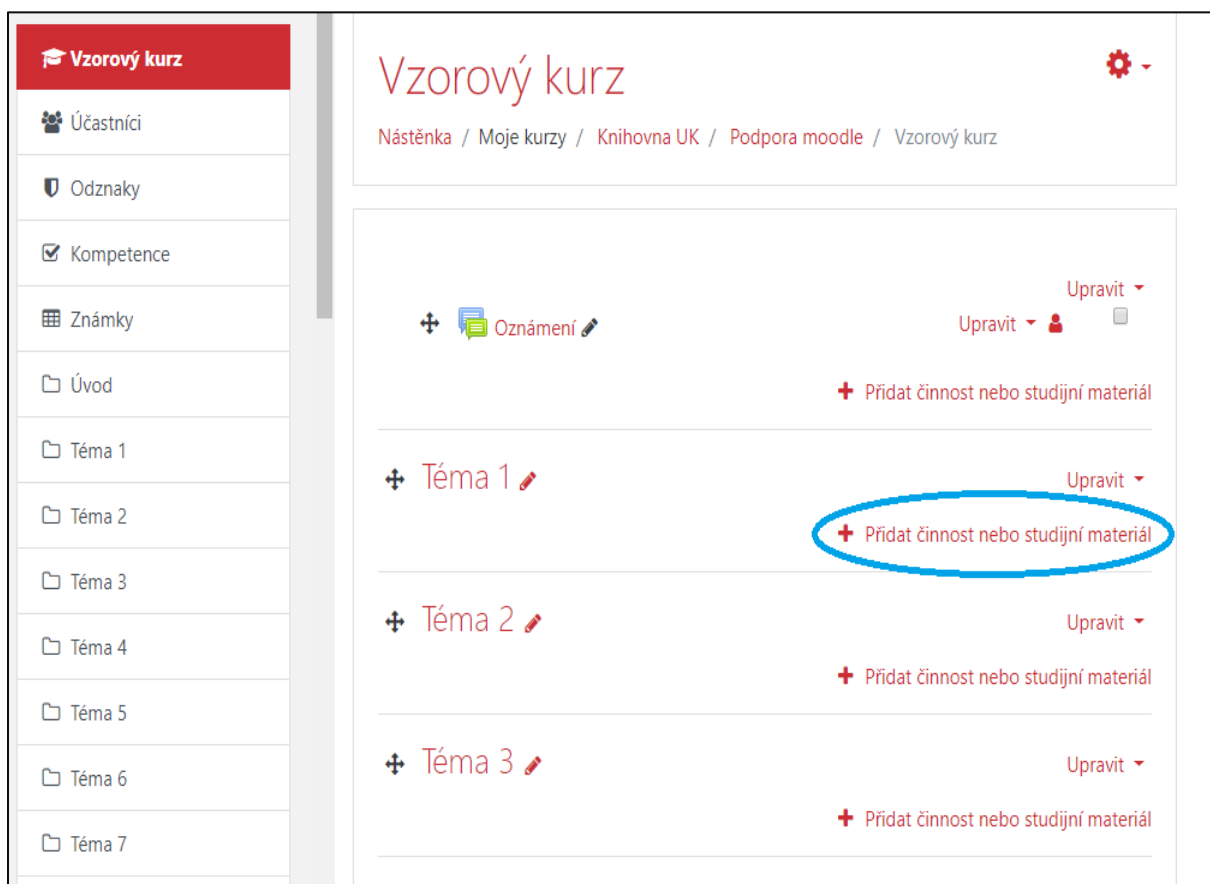 Vzorový kurz
Účastníci
Odznaky
Kompetence
Známky
Úvod
Téma 1
Téma 2
Téma 3
Téma 4
Téma 5
Téma 6
Téma 7
Vzorový kurz
Nástěnka / Moje kurzy / Knihovna UK / Podpora moodle / Vzorový kurz
Upravit
Oznámení Upravit
Přidat činnost nebo studijní materiál
Téma 1 Upravit
Přidat činnost nebo studijní materiál
Téma 2 Upravit
Přidat činnost nebo studijní materiál
Téma 3 Upravit
Přidat činnost nebo studijní materiál